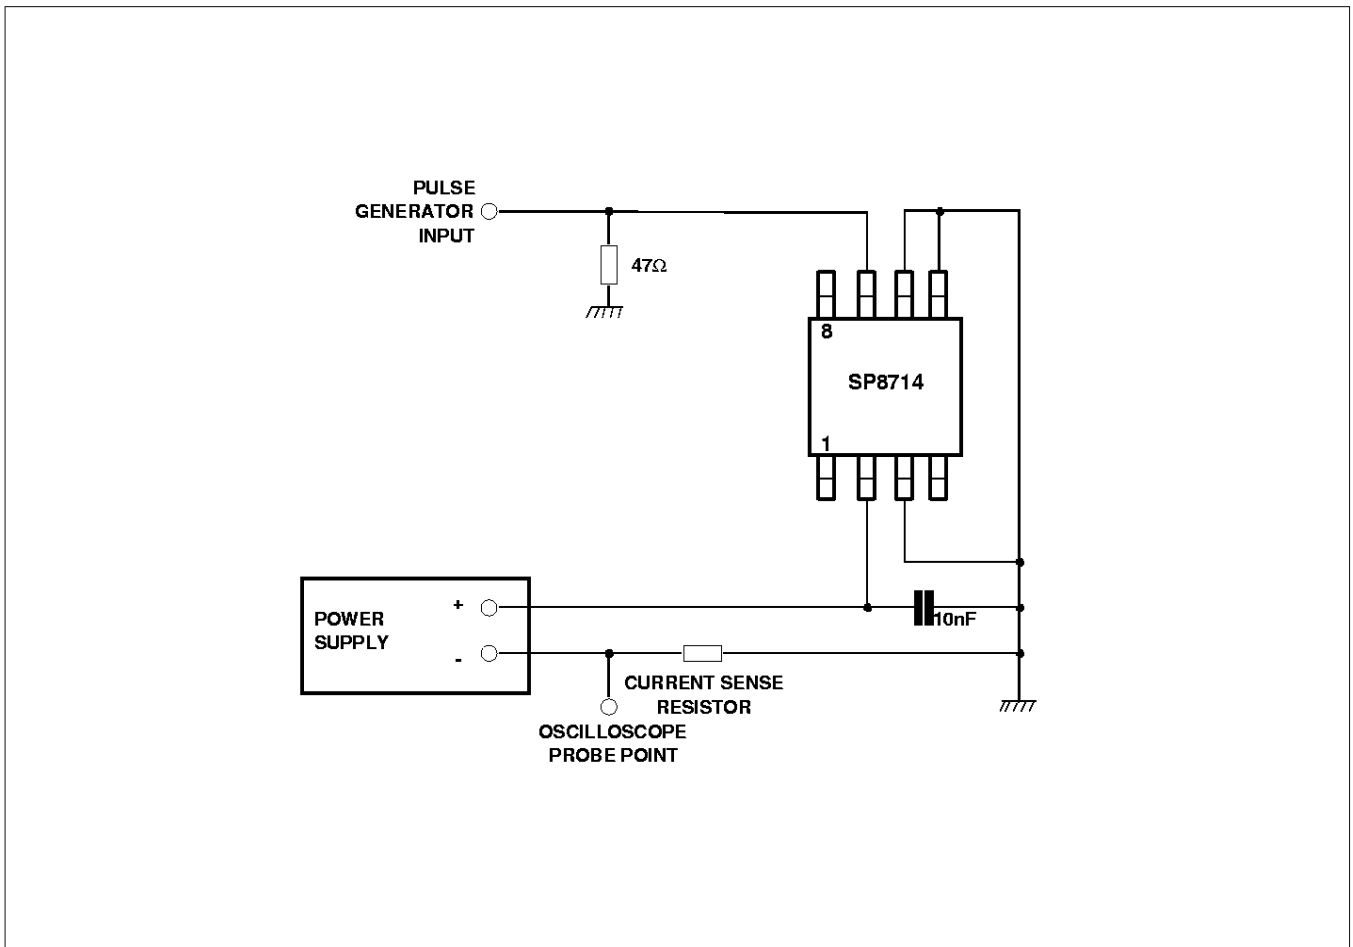 PULSE
GENERATOR
INPUT
47Ω
8
SP8714
1
POWER
SUPPLY
+
-
10nF
CURRENT SENSE
RESISTOR
OSCILLOSCOPE
PROBE POINT